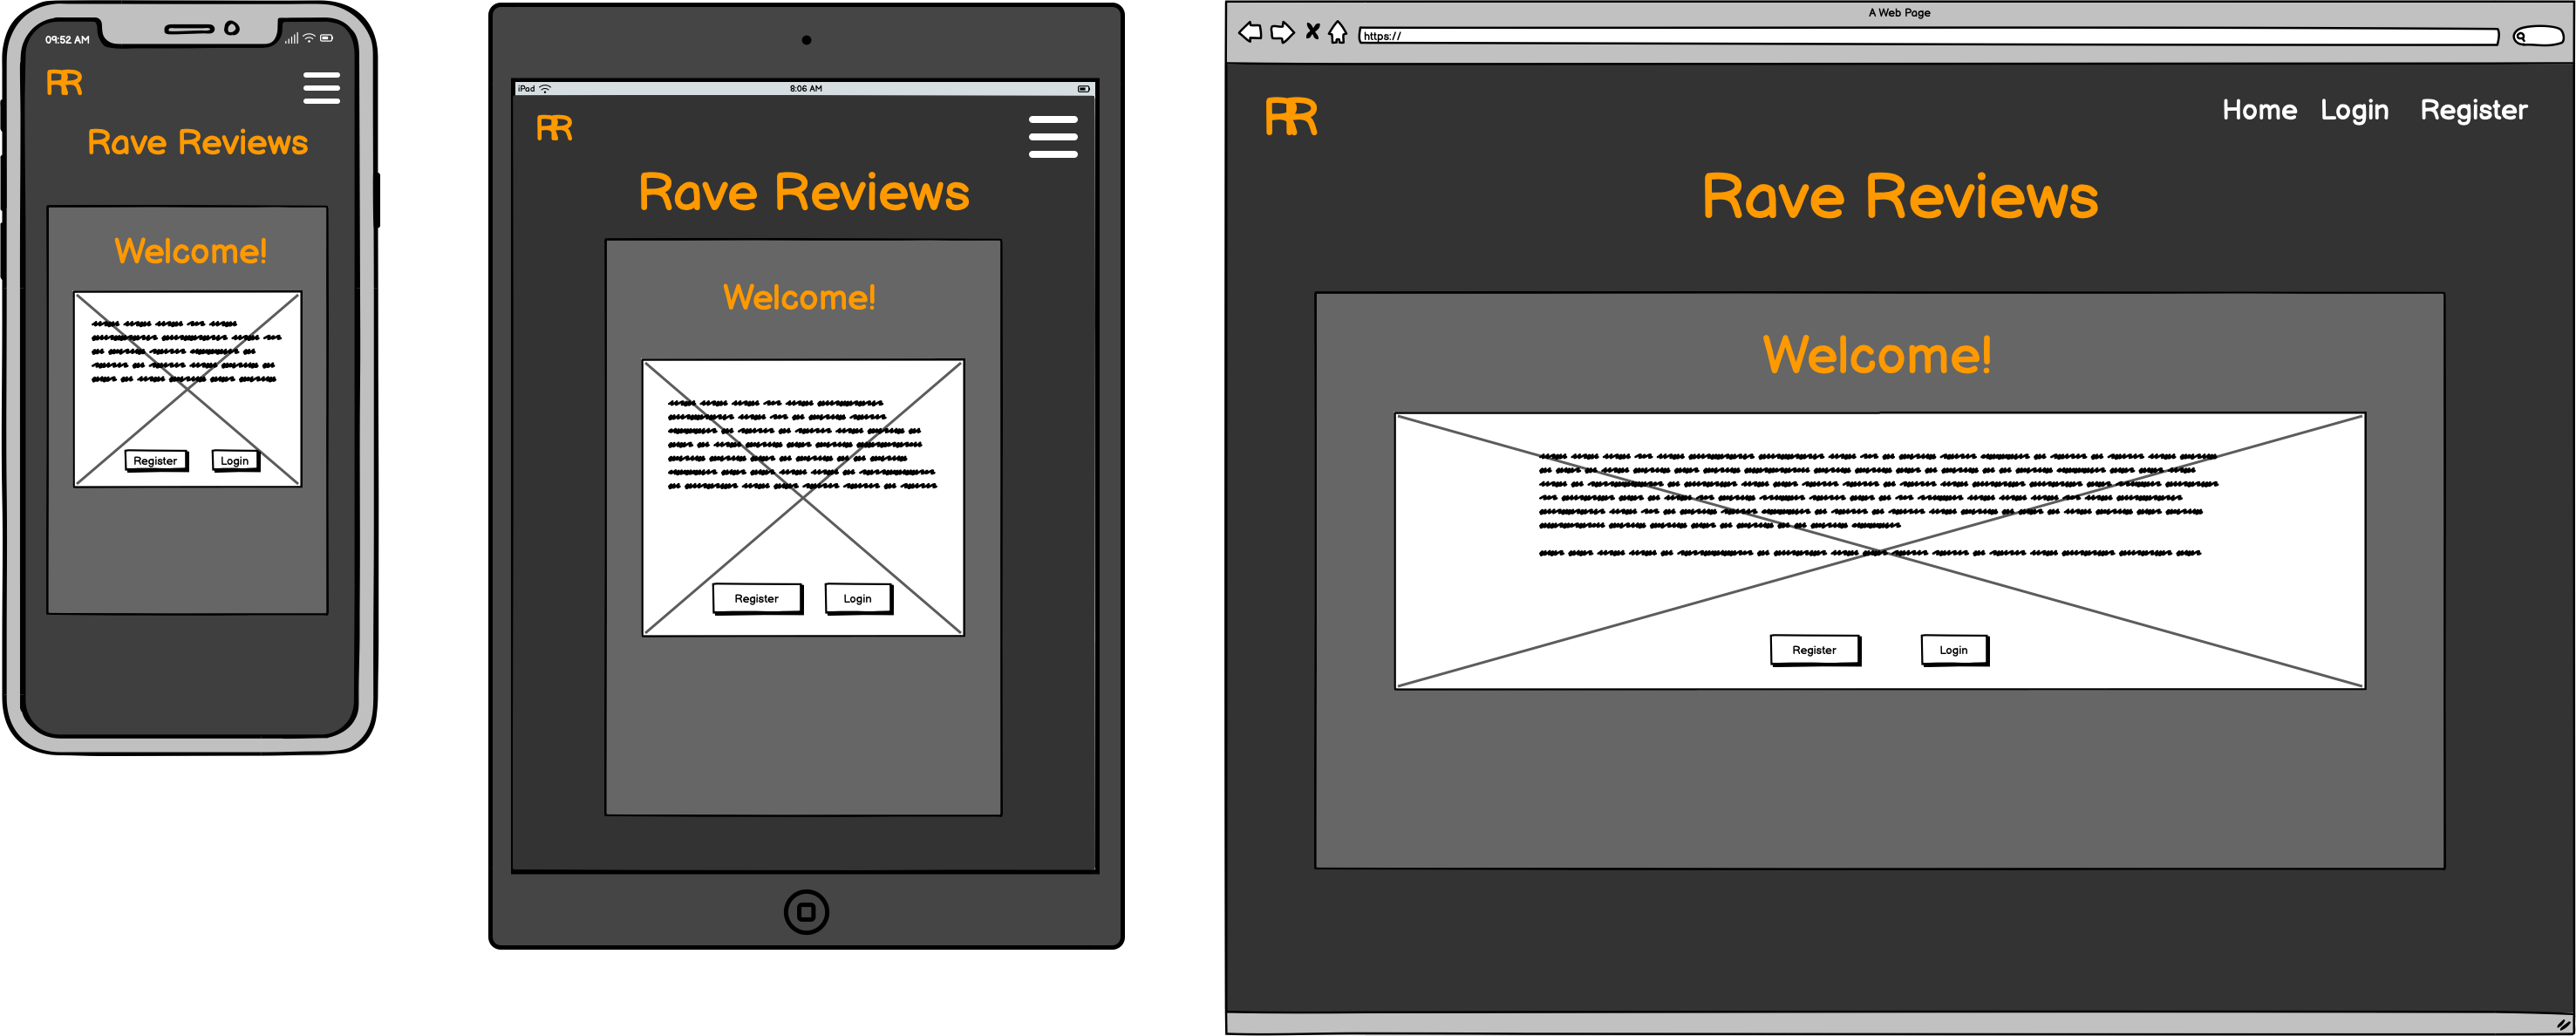 09:52 AM
RR
Rave Reviews
Welcome!
Register Login
iPad 8:06 AM
RR
Rave Reviews
Welcome!
Register Login
A Web Page
https://
RR
Home Login Register
Rave Reviews
Welcome!
Register Login